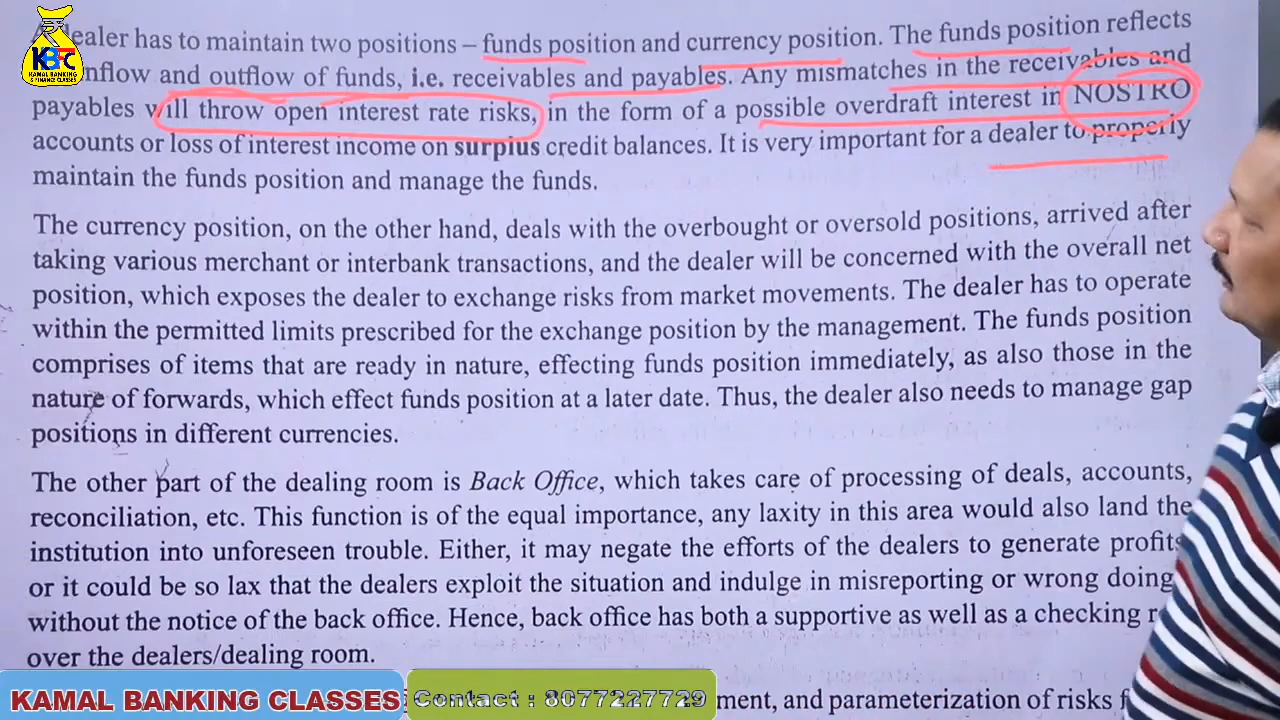 KBC
KAMAL BANKING
& FINANCE CLASSES
dealer has to maintain two positions – funds position and currency position. The funds position reflects
and outflow of funds, i.e. receivables and payables. Any mismatches in the receivables and
payables will throw open interest rate risks, in the form of a possible overdraft interest in NOSTRO
accounts or loss of interest income on surpius credit balances. It is very important for a dealer to properly
maintain the funds position and manage the funds.
The currency position, on the other hand, deals with the overbought or oversold positions, arrived after
taking various merchant or interbank transactions, and the dealer will be concerned with the overall net
position, which exposes the dealer to exchange risks from market movements. The dealer has to operate
within the permitted limits prescribed for the exchange position by the management. The funds position
comprises of items that are ready in nature, effecting funds position immediately, as also those in the
nature of forwards, which effect funds position at a later date. Thus, the dealer also needs to manage gap
positions in different currencies.
The other part of the dealing room is Back Office, which takes care of processing of deals, accounts,
reconciliation, etc. This function is of the equal importance, any laxity in this area would also land the
institution into unforeseen trouble. Either, it may negate the efforts of the dealers to generate profits
or it could be so lax that the dealers exploit the situation and indulge in misreporting or wrong doing
without the notice of the back office. Hence, back office has both a supportive as well as a checking
over the dealers/dealing room.
and parameterization of risks
KAMAL BANKING CLASSES
Contact : 8077227729